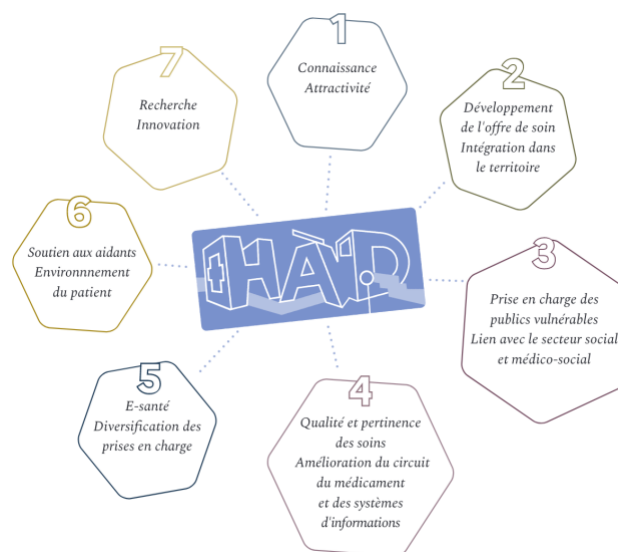 1
Connaissance
Attractivité
2
Développement
de l'offre de soin
Intégration dans
le territoire
3
Prise en charge des
publics vulnérables
Lien avec le secteur social
et médico-social
4
Qualité et pertinence
des soins
Amélioration du circuit
du médicament
et des systèmes
d'informations
5
E-santé
Diversification des
prises en charge
6
Soutien aux aidants
Environnnement
du patient
7
Recherche
Innovation
HÀD